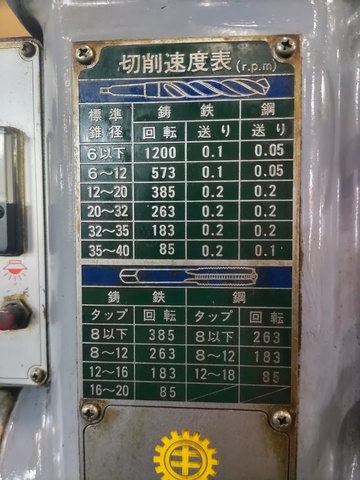 切削速度表(r.p.m)
標準 鋳 鉄 鋼
錐径 回転 送り 送り
6以下 1200 0.1 0.05
6～12 573 0.1 0.05
12～20 385 0.2 0.2
20～32 263 0.2 0.2
32～35 183 0.2 0.2
35～40 85 0.2 0.1
鋳 鉄 鋼
タップ 回転 タップ 回転
8以下 385 8以下 263
8～12 263 8～12 183
12～16 183 12～18 85
16～20 85